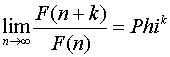 lim n→∞ F(n + k) / F(n) = Phi^k